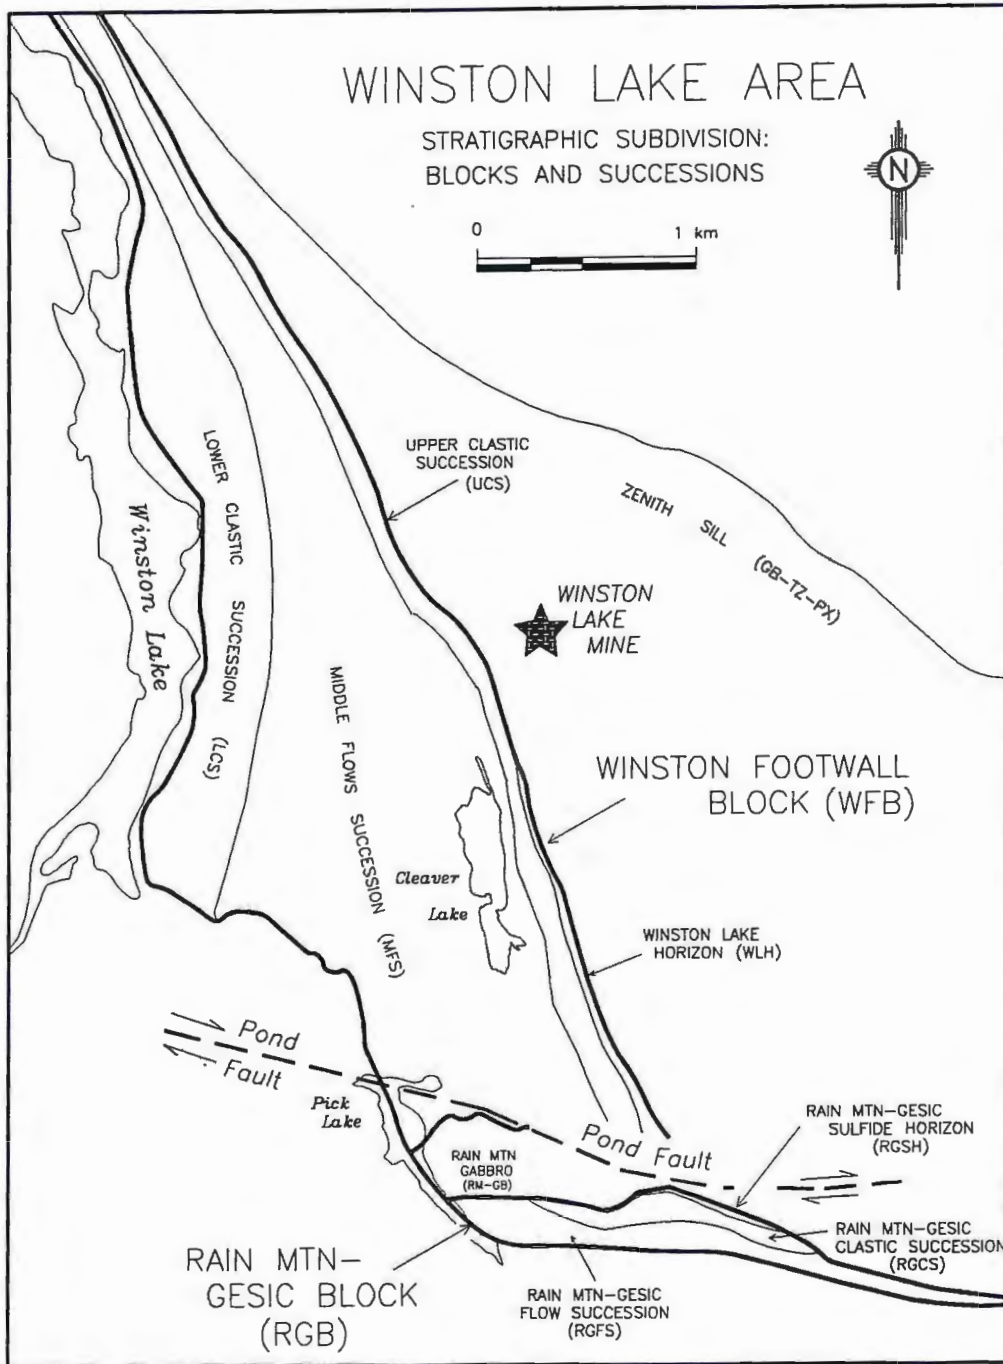 WINSTON LAKE AREA
STRATIGRAPHIC SUBDIVISION:
BLOCKS AND SUCCESSIONS
N
0 1 km
UPPER CLASTIC
SUCCESSION
(UCS)
LOWER CLASTIC SUCCESSION (LCS)
ZENITH SILL (GB-TZ-PX)
Winston Lake
WINSTON
LAKE
MINE
MIDDLE FLOWS SUCCESSION (MFS)
WINSTON FOOTWALL
BLOCK (WFB)
Cleaver
Lake
WINSTON LAKE
HORIZON (WLH)
Pond
Fault
Pick
Lake
Pond Fault
RAIN MTN-GESIC
SULFIDE HORIZON
(RGSH)
RAIN MTN
GABBRO
(RM-GB)
RAIN MTN-GESIC
CLASTIC SUCCESSION
(RGCS)
RAIN MTN-
GESIC BLOCK
(RGB)
RAIN MTN-GESIC
FLOW SUCCESSION
(RGFS)